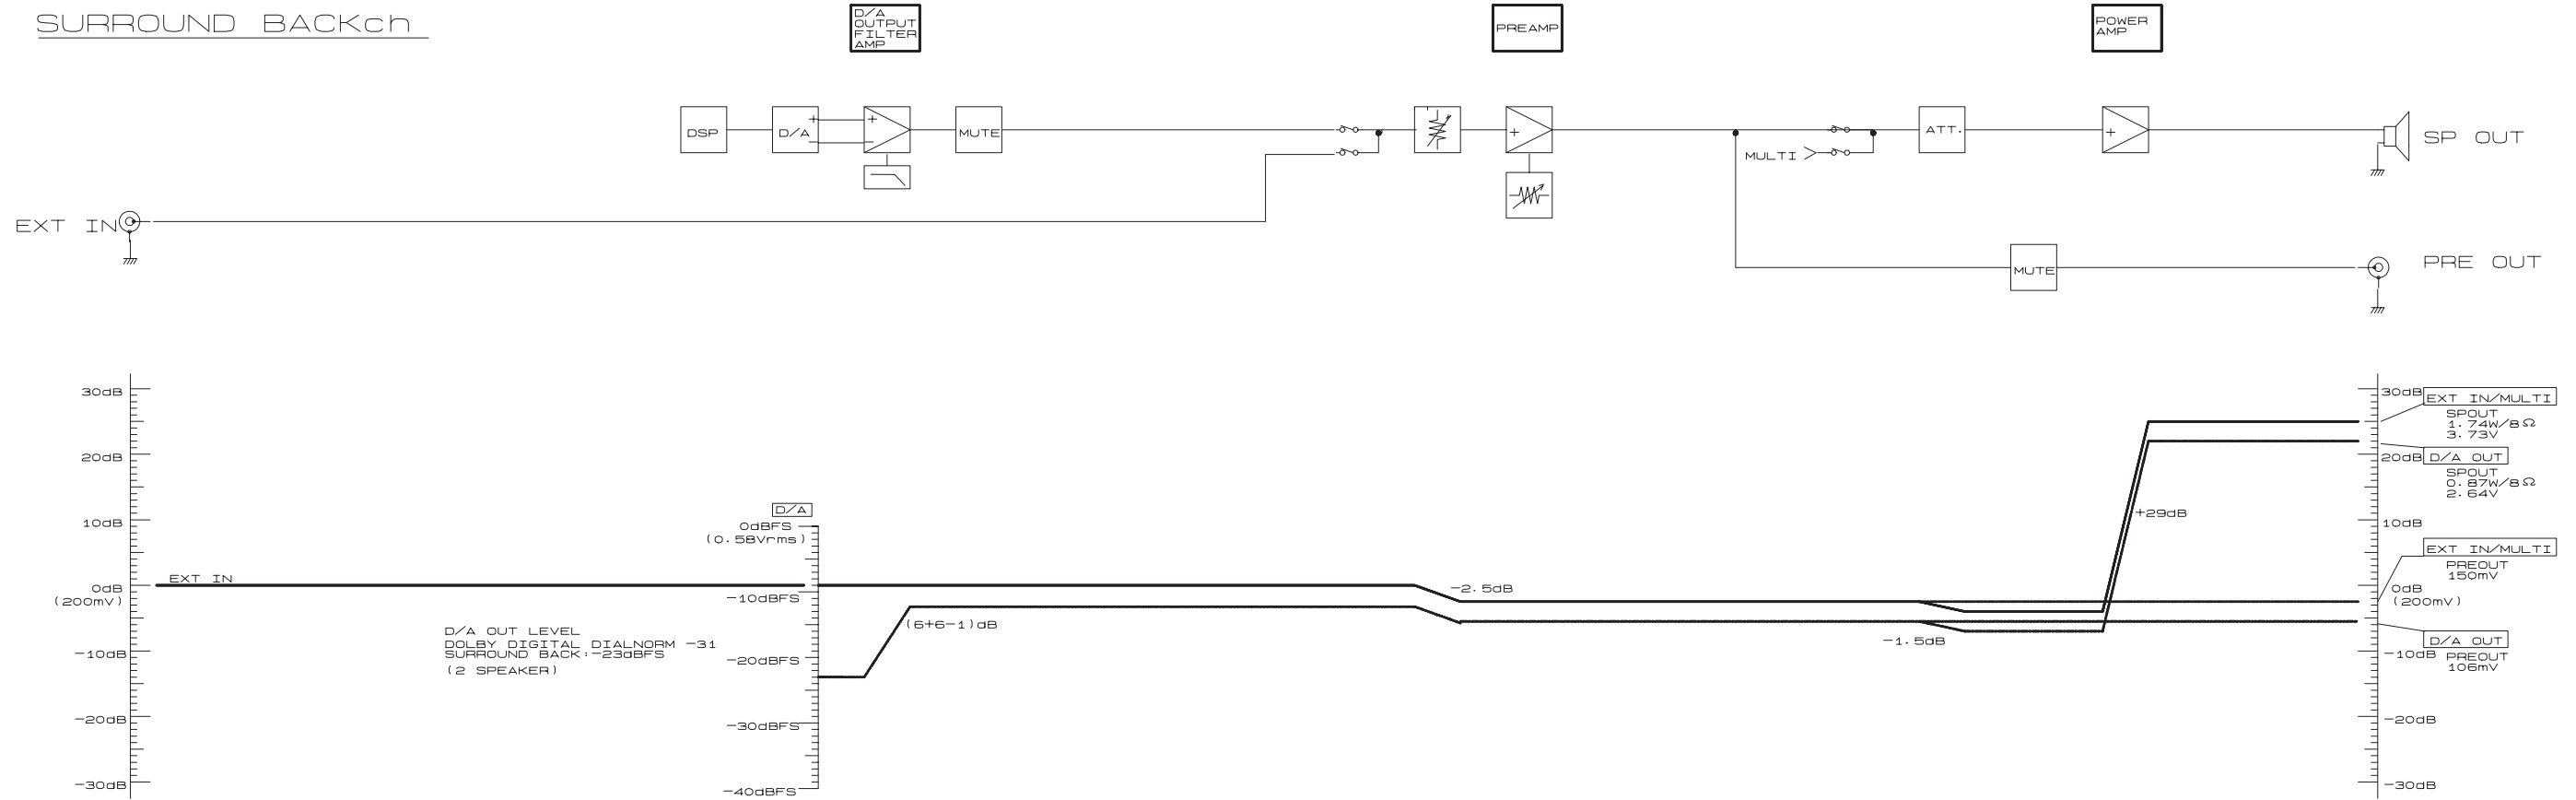 SURROUND BACKch
D/A
OUTPUT
FILTER
AMP
PREAMP
POWER
AMP
DSP
D/A
+
−
+
−
MUTE
+
MULTI
ATT.
+
SP OUT
EXT IN
MUTE
PRE OUT
30dB
20dB
10dB
0dB
(200mV)
−10dB
−20dB
−30dB
EXT IN
D/A OUT LEVEL
DOLBY DIGITAL DIALNORM −31
SURROUND BACK:−23dBFS
(2 SPEAKER)
D/A
0dBFS
(0.58Vrms)
−10dBFS
−20dBFS
−30dBFS
−40dBFS
(6+6−1)dB
−2.5dB
−1.5dB
+29dB
30dB
20dB
10dB
0dB
(200mV)
−10dB
−20dB
−30dB
EXT IN/MULTI
SPOUT
1.74W/8Ω
3.73V
D/A OUT
SPOUT
0.87W/8Ω
2.64V
EXT IN/MULTI
PREOUT
150mV
D/A OUT
PREOUT
106mV